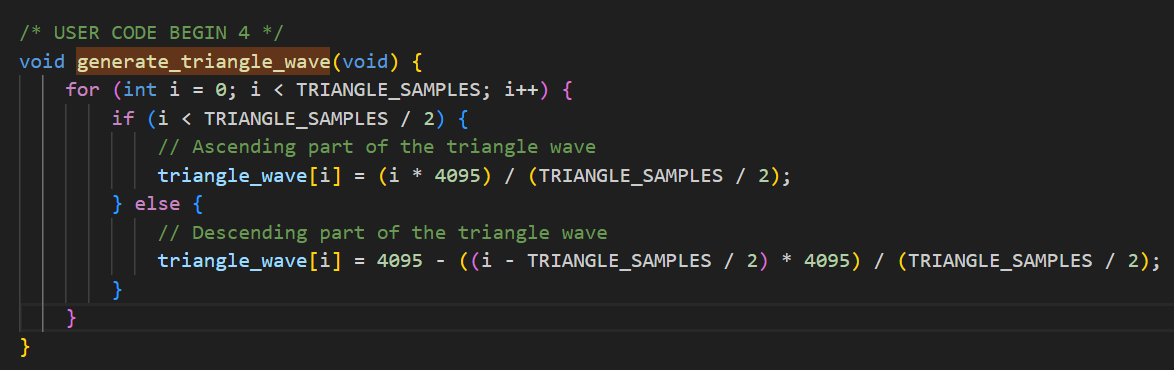 /* USER CODE BEGIN 4 */
void generate_triangle_wave(void) {
    for (int i = 0; i < TRIANGLE_SAMPLES; i++) {
        if (i < TRIANGLE_SAMPLES / 2) {
            // Ascending part of the triangle wave
            triangle_wave[i] = (i * 4095) / (TRIANGLE_SAMPLES / 2);
        } else {
            // Descending part of the triangle wave
            triangle_wave[i] = 4095 - ((i - TRIANGLE_SAMPLES / 2) * 4095) / (TRIANGLE_SAMPLES / 2);
        }
    }
}